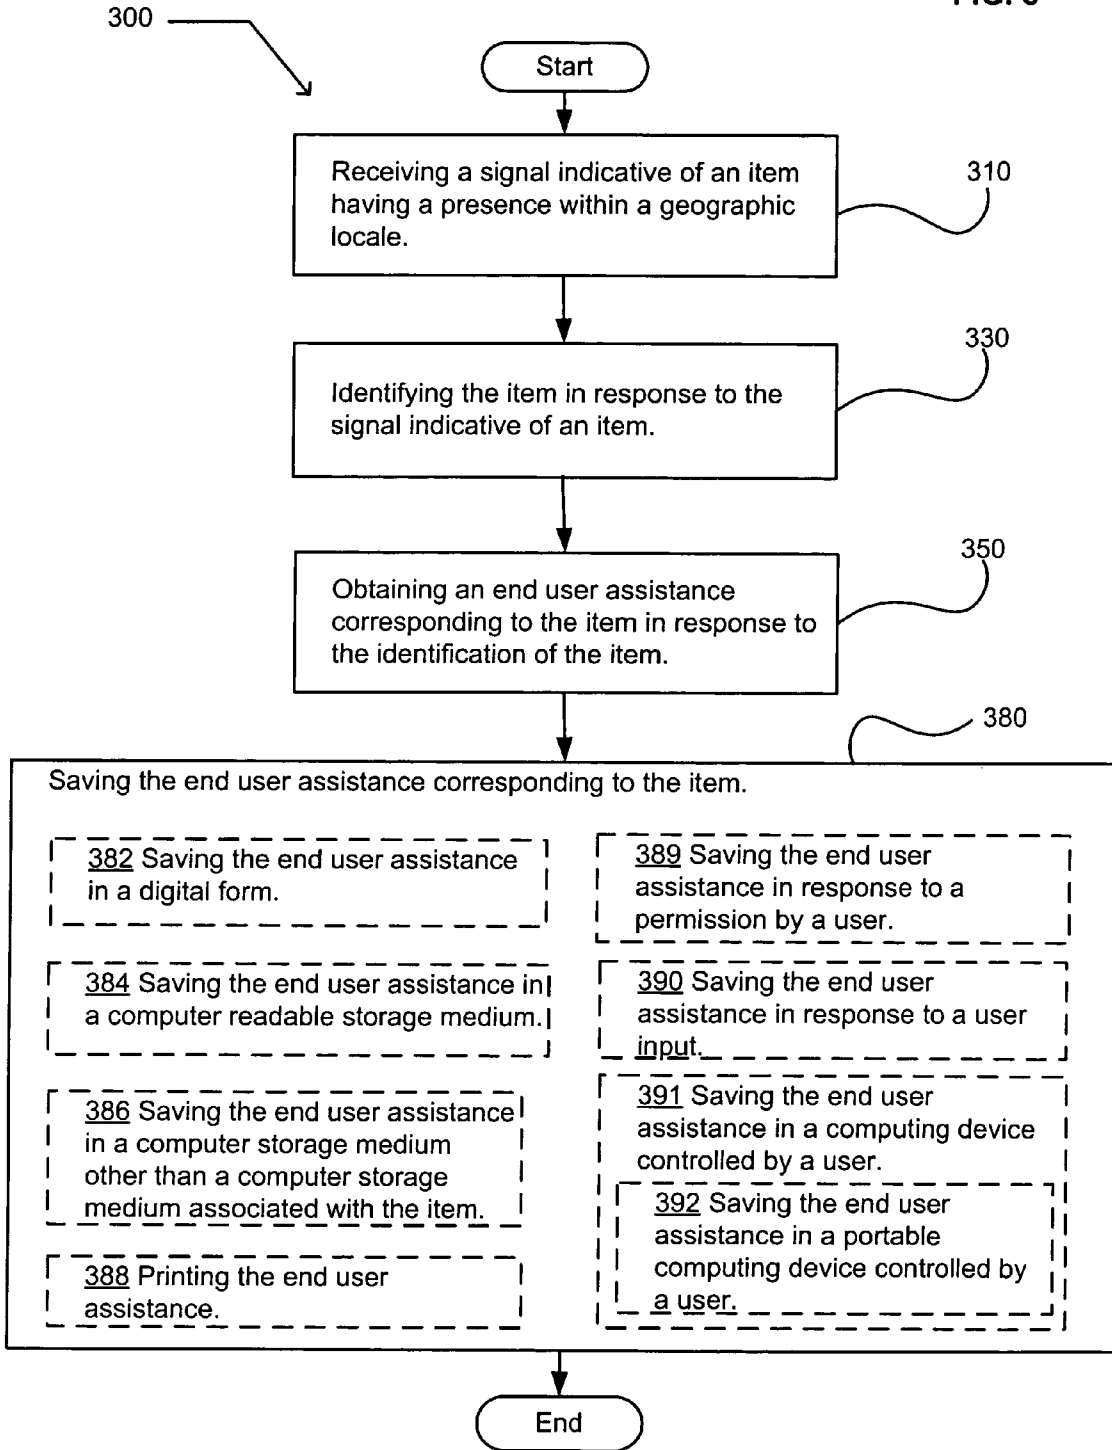 300
Start
Receiving a signal indicative of an item
having a presence within a geographic
locale.
310
Identifying the item in response to the
signal indicative of an item.
330
Obtaining an end user assistance
corresponding to the item in response to
the identification of the item.
350
380
Saving the end user assistance corresponding to the item.
382 Saving the end user assistance
in a digital form.
384 Saving the end user assistance in
a computer readable storage medium.
386 Saving the end user assistance
in a computer storage medium
other than a computer storage
medium associated with the item.
388 Printing the end user
assistance.
389 Saving the end user
assistance in response to a
permission by a user.
390 Saving the end user
assistance in response to a user
input.
391 Saving the end user
assistance in a computing device
controlled by a user.
392 Saving the end user
assistance in a portable
computing device controlled by
a user.
End